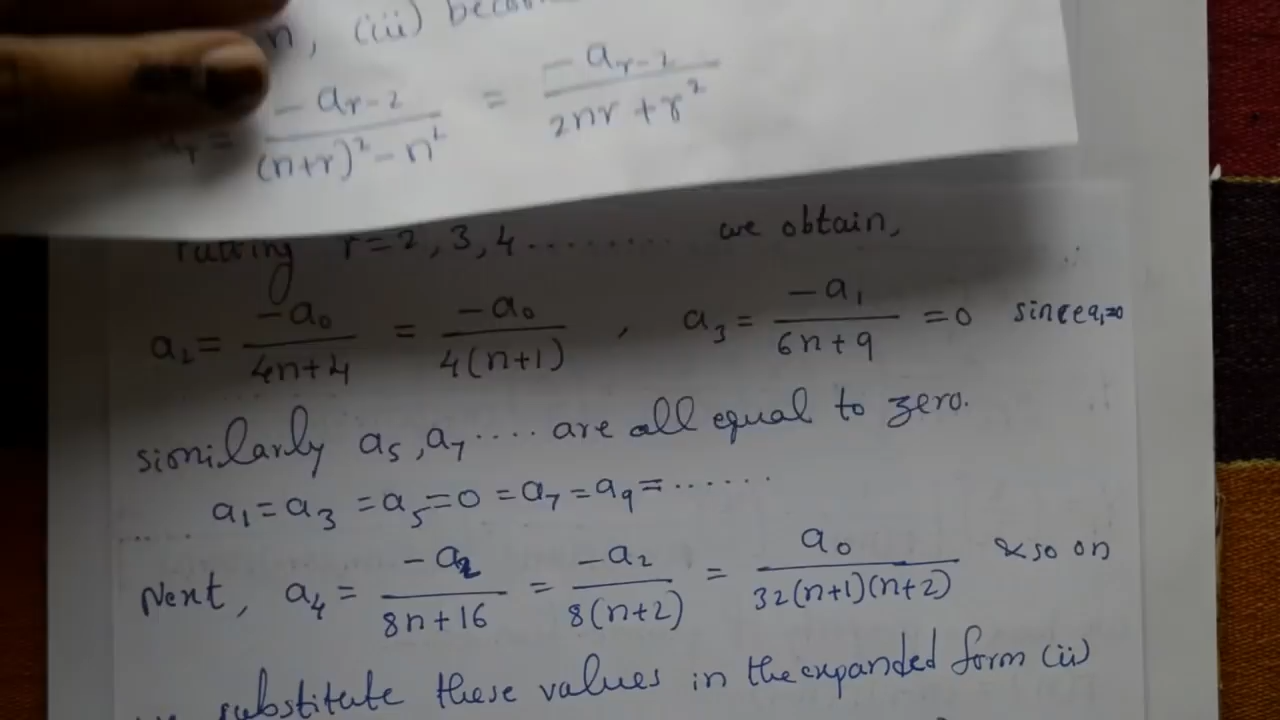 n, (iii)
= -a_{r-2}/((n+r)² - n²) = -a_{r-2}/(2nr + r²)
r = 2, 3, 4 ........ we obtain,
a₂ = -a₀/(4n+4) = -a₀/(4(n+1)) , a₃ = -a₁/(6n+9) = 0 since a₁=0
similarly a₅, a₇ .... are all equal to zero.
a₁ = a₃ = a₅ = 0 = a₇ = a₉ = ......
Next, a₄ = -a₂/(8n+16) = -a₂/(8(n+2)) = a₀/(32(n+1)(n+2)) & so on
substitute these values in the expanded form (ii)